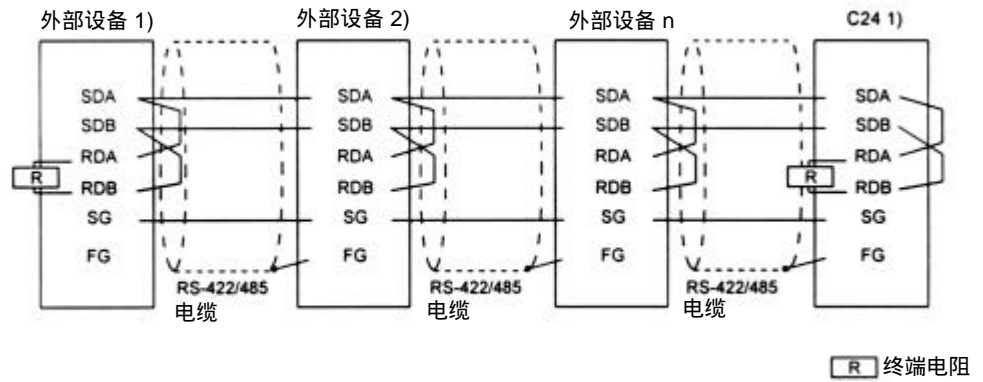 外部设备 1)
外部设备 2)
外部设备 n
C24 1)
SDA
SDB
RDA
RDB
SG
FG
R
SDA
SDB
RDA
RDB
SG
FG
SDA
SDB
RDA
RDB
SG
FG
SDA
SDB
RDA
RDB
SG
FG
R
RS-422/485
电缆
RS-422/485
电缆
RS-422/485
电缆
R 终端电阻